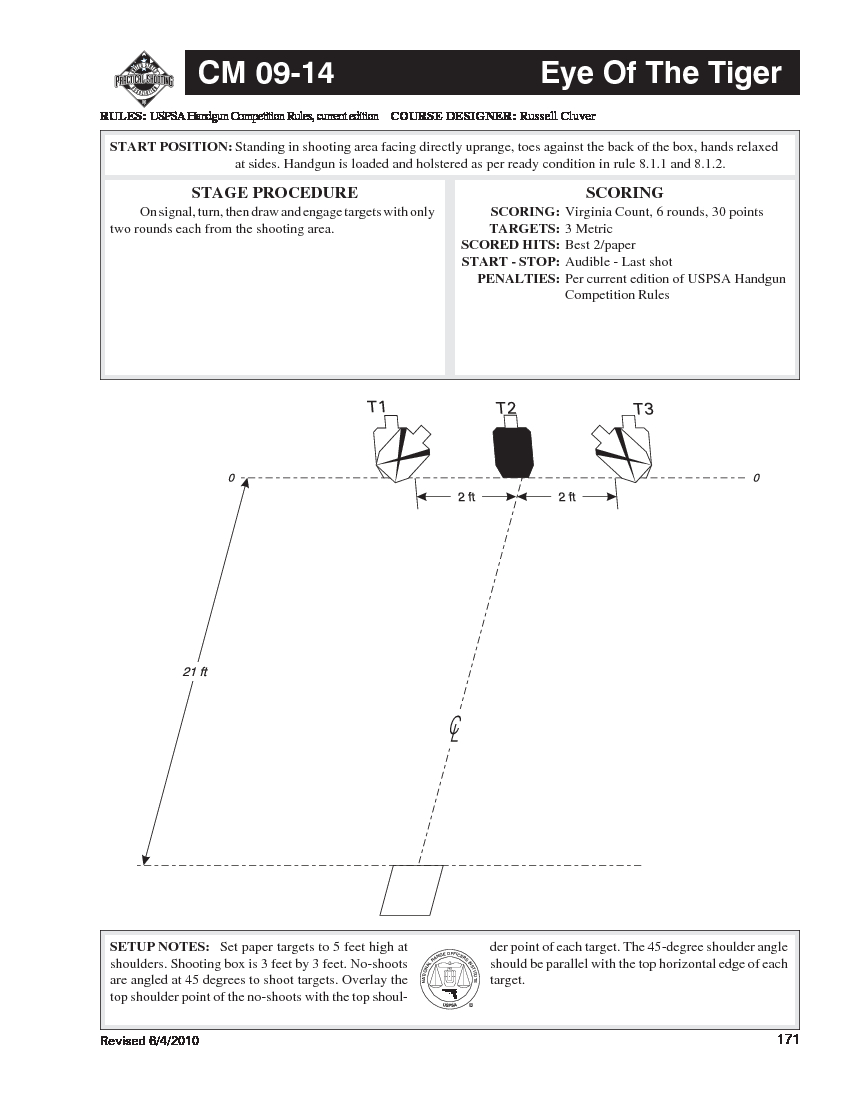 PRACTICAL SHOOTING
CM 09-14 Eye Of The Tiger
RULES: USPSA Handgun Competition Rules, current edition COURSE DESIGNER: Russell Cluver
START POSITION: Standing in shooting area facing directly uprange, toes against the back of the box, hands relaxed
at sides. Handgun is loaded and holstered as per ready condition in rule 8.1.1 and 8.1.2.
STAGE PROCEDURE
On signal, turn, then draw and engage targets with only
two rounds each from the shooting area.
SCORING
SCORING: Virginia Count, 6 rounds, 30 points
TARGETS: 3 Metric
SCORED HITS: Best 2/paper
START - STOP: Audible - Last shot
PENALTIES: Per current edition of USPSA Handgun
Competition Rules
T1 T2 T3
0 0
2 ft 2 ft
21 ft
CL
SETUP NOTES: Set paper targets to 5 feet high at
shoulders. Shooting box is 3 feet by 3 feet. No-shoots
are angled at 45 degrees to shoot targets. Overlay the
top shoulder point of the no-shoots with the top shoul-
NATIONAL RANGE OFFICERS INSTITUTE
USPSA
der point of each target. The 45-degree shoulder angle
should be parallel with the top horizontal edge of each
target.
Revised 6/4/2010 171